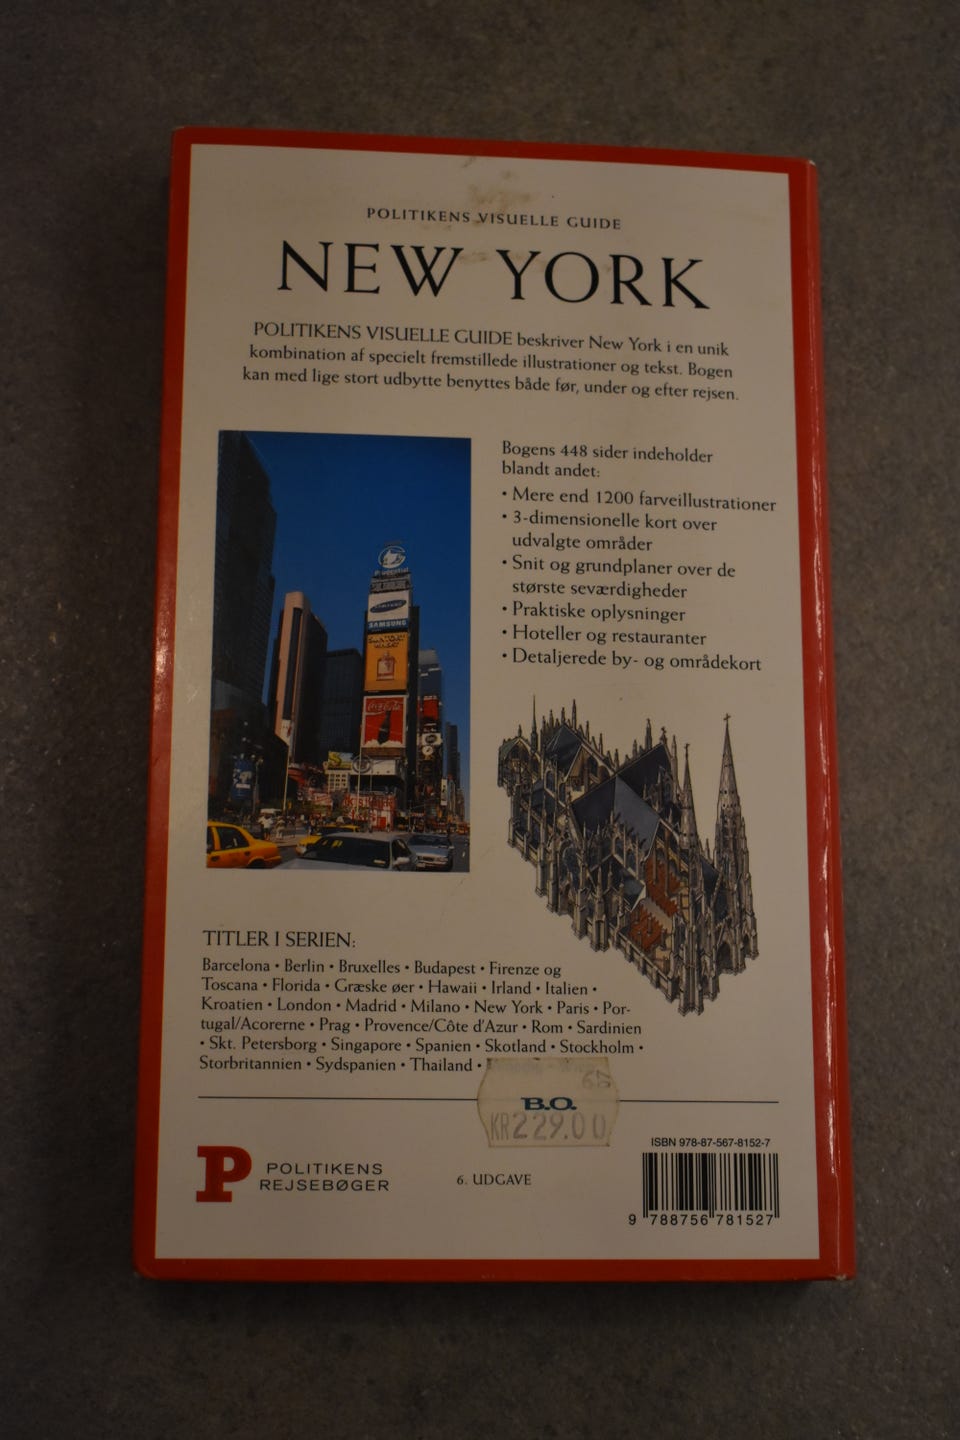 POLITIKENS VISUELLE GUIDE
NEW YORK
POLITIKENS VISUELLE GUIDE beskriver New York i en unik
kombination af specielt fremstillede illustrationer og tekst. Bogen
kan med lige stort udbytte benyttes både før, under og efter rejsen.
Bogens 448 sider indeholder
blandt andet:
• Mere end 1200 farveillustrationer
• 3-dimensionelle kort over
udvalgte områder
• Snit og grundplaner over de
største seværdigheder
• Praktiske oplysninger
• Hoteller og restauranter
• Detaljerede by- og områdekort
Prudential
SAMSUNG
SAMSUNG
Coca-Cola
TITLER I SERIEN:
Barcelona • Berlin • Bruxelles • Budapest • Firenze og
Toscana • Florida • Græske øer • Hawaii • Irland • Italien •
Kroatien • London • Madrid • Milano • New York • Paris • Por-
tugal/Acorerne • Prag • Provence/Côte d'Azur • Rom • Sardinien
• Skt. Petersborg • Singapore • Spanien • Skotland • Stockholm •
Storbritannien • Sydspanien • Thailand •
B.O.
KR229.00
P POLITIKENS
REJSEBØGER
6. UDGAVE
ISBN 978-87-567-8152-7
9 788756 781527